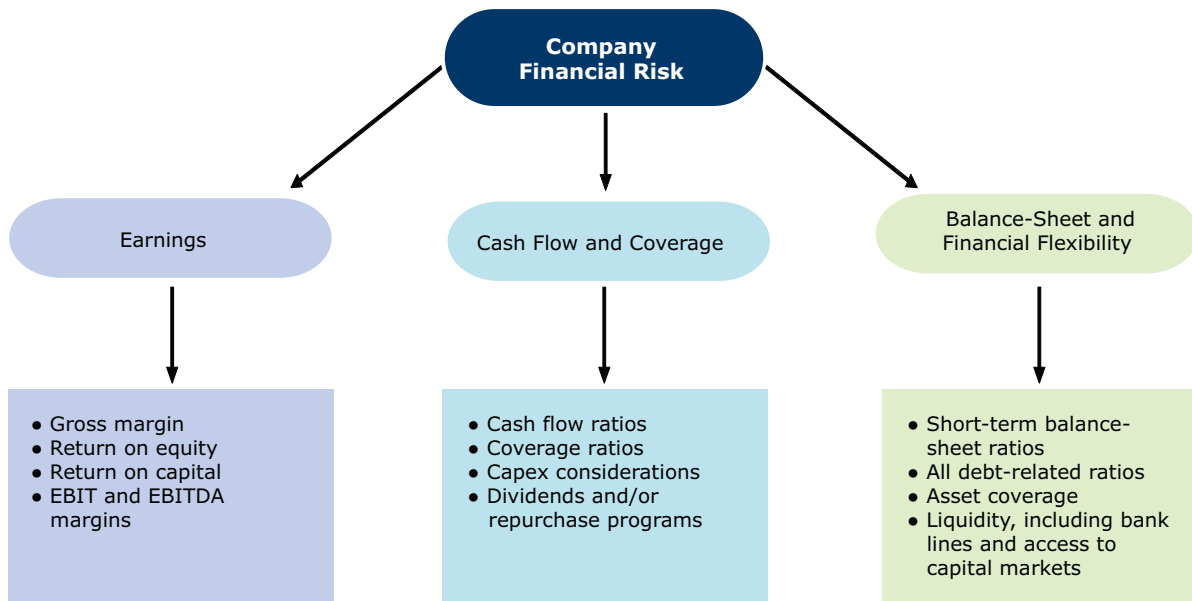 Company
Financial Risk
Earnings
Cash Flow and Coverage
Balance-Sheet and
Financial Flexibility
● Gross margin
● Return on equity
● Return on capital
● EBIT and EBITDA
margins
● Cash flow ratios
● Coverage ratios
● Capex considerations
● Dividends and/or
repurchase programs
● Short-term balance-
sheet ratios
● All debt-related ratios
● Asset coverage
● Liquidity, including bank
lines and access to
capital markets